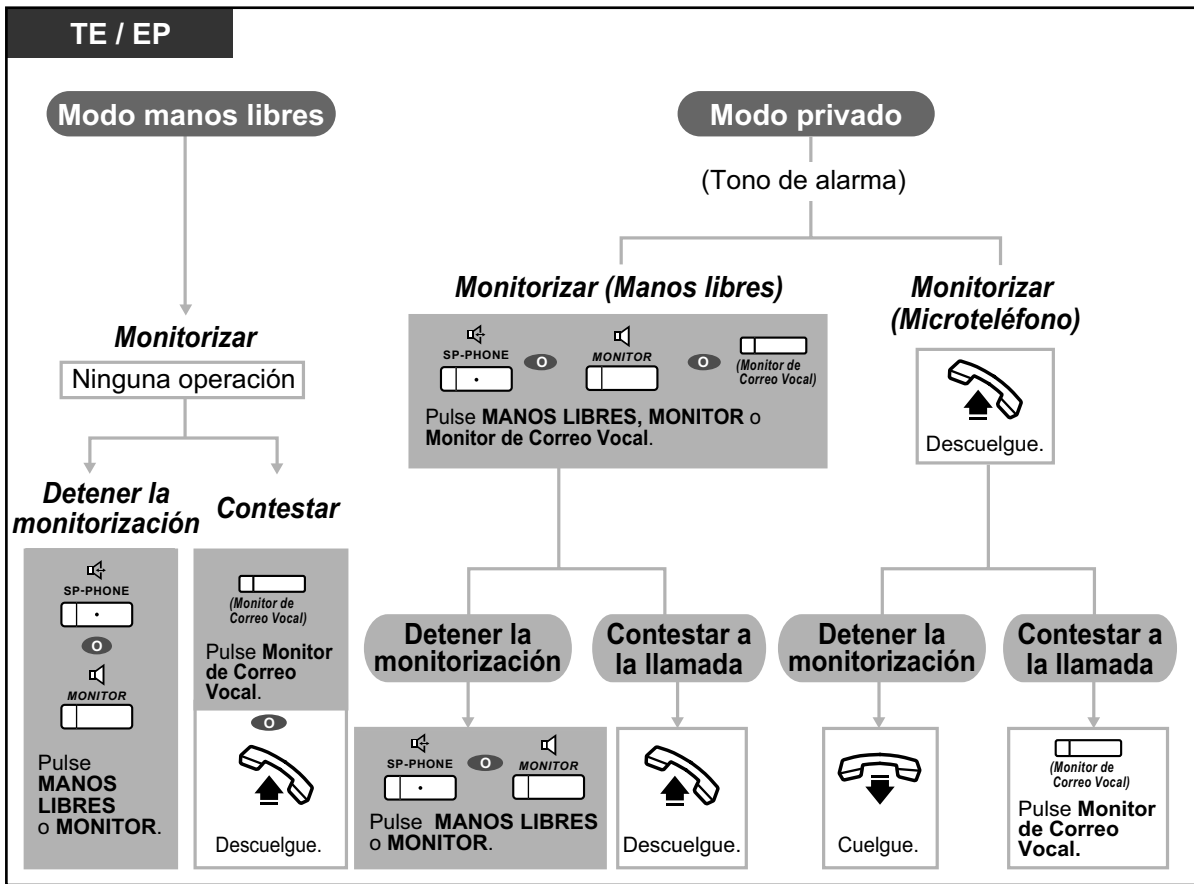 TE / EP
Modo manos libres
Monitorizar
Ninguna operación
Detener la
monitorización
SP-PHONE
O
MONITOR
Pulse
MANOS
LIBRES
o MONITOR.
Contestar
(Monitor de
Correo Vocal)
Pulse Monitor
de Correo
Vocal.
O
Descuelgue.
Modo privado
(Tono de alarma)
Monitorizar (Manos libres)
SP-PHONE O MONITOR O (Monitor de
Correo Vocal)
Pulse MANOS LIBRES, MONITOR o
Monitor de Correo Vocal.
Detener la
monitorización
SP-PHONE O MONITOR
Pulse MANOS LIBRES
o MONITOR.
Contestar a
la llamada
Descuelgue.
Monitorizar
(Microteléfono)
Descuelgue.
Detener la
monitorización
Cuelgue.
Contestar a
la llamada
(Monitor de
Correo Vocal)
Pulse Monitor
de Correo
Vocal.